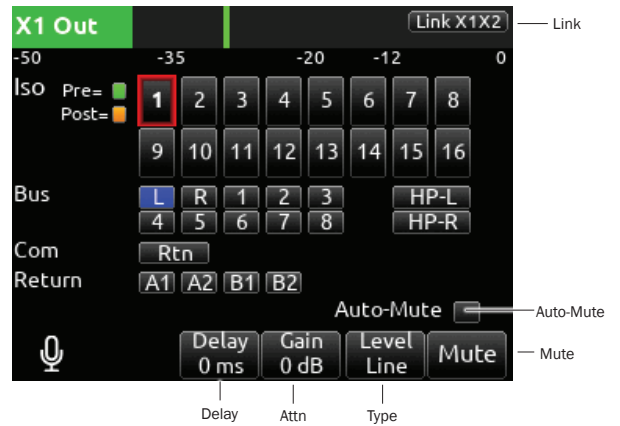 X1 Out Link X1X2 Link
-50 -35 -20 -12 0
Iso Pre= 1 2 3 4 5 6 7 8
Post=
9 10 11 12 13 14 15 16
Bus L R 1 2 3 HP-L
4 5 6 7 8 HP-R
Com Rtn
Return A1 A2 B1 B2
Auto-Mute Auto-Mute
Delay Gain Level Mute Mute
0 ms 0 dB Line
Delay Attn Type